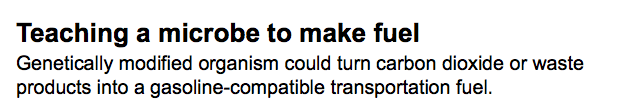 Teaching a microbe to make fuel
Genetically modified organism could turn carbon dioxide or waste
products into a gasoline-compatible transportation fuel.